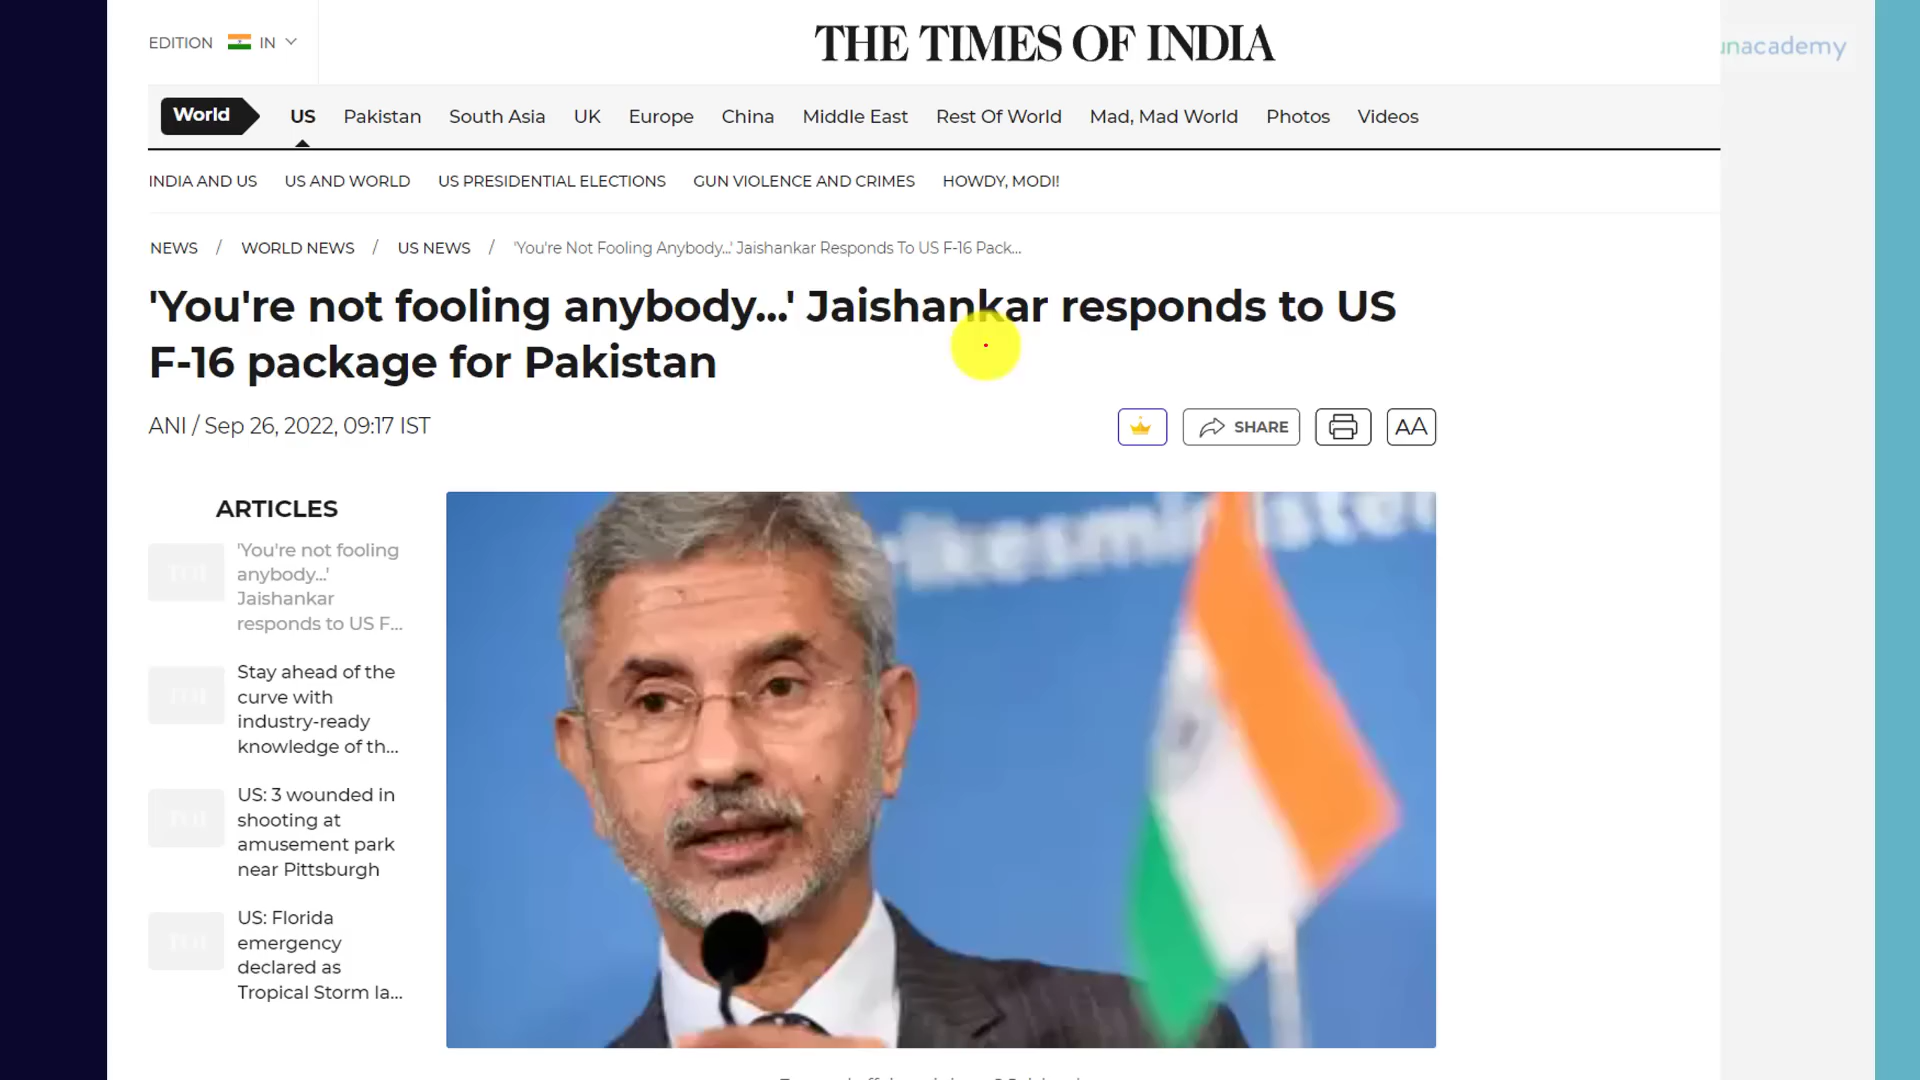 EDITION IN
THE TIMES OF INDIA
unacademy
World US Pakistan South Asia UK Europe China Middle East Rest Of World Mad, Mad World Photos Videos
INDIA AND US US AND WORLD US PRESIDENTIAL ELECTIONS GUN VIOLENCE AND CRIMES HOWDY, MODI!
NEWS / WORLD NEWS / US NEWS / 'You're Not Fooling Anybody...' Jaishankar Responds To US F-16 Pack...
'You're not fooling anybody...' Jaishankar responds to US
F-16 package for Pakistan
ANI / Sep 26, 2022, 09:17 IST
SHARE
AA
ARTICLES
'You're not fooling
anybody...'
Jaishankar
responds to US F...
Stay ahead of the
curve with
industry-ready
knowledge of th...
US: 3 wounded in
shooting at
amusement park
near Pittsburgh
US: Florida
emergency
declared as
Tropical Storm Ia...
TOI
TOI
TOI
TOI